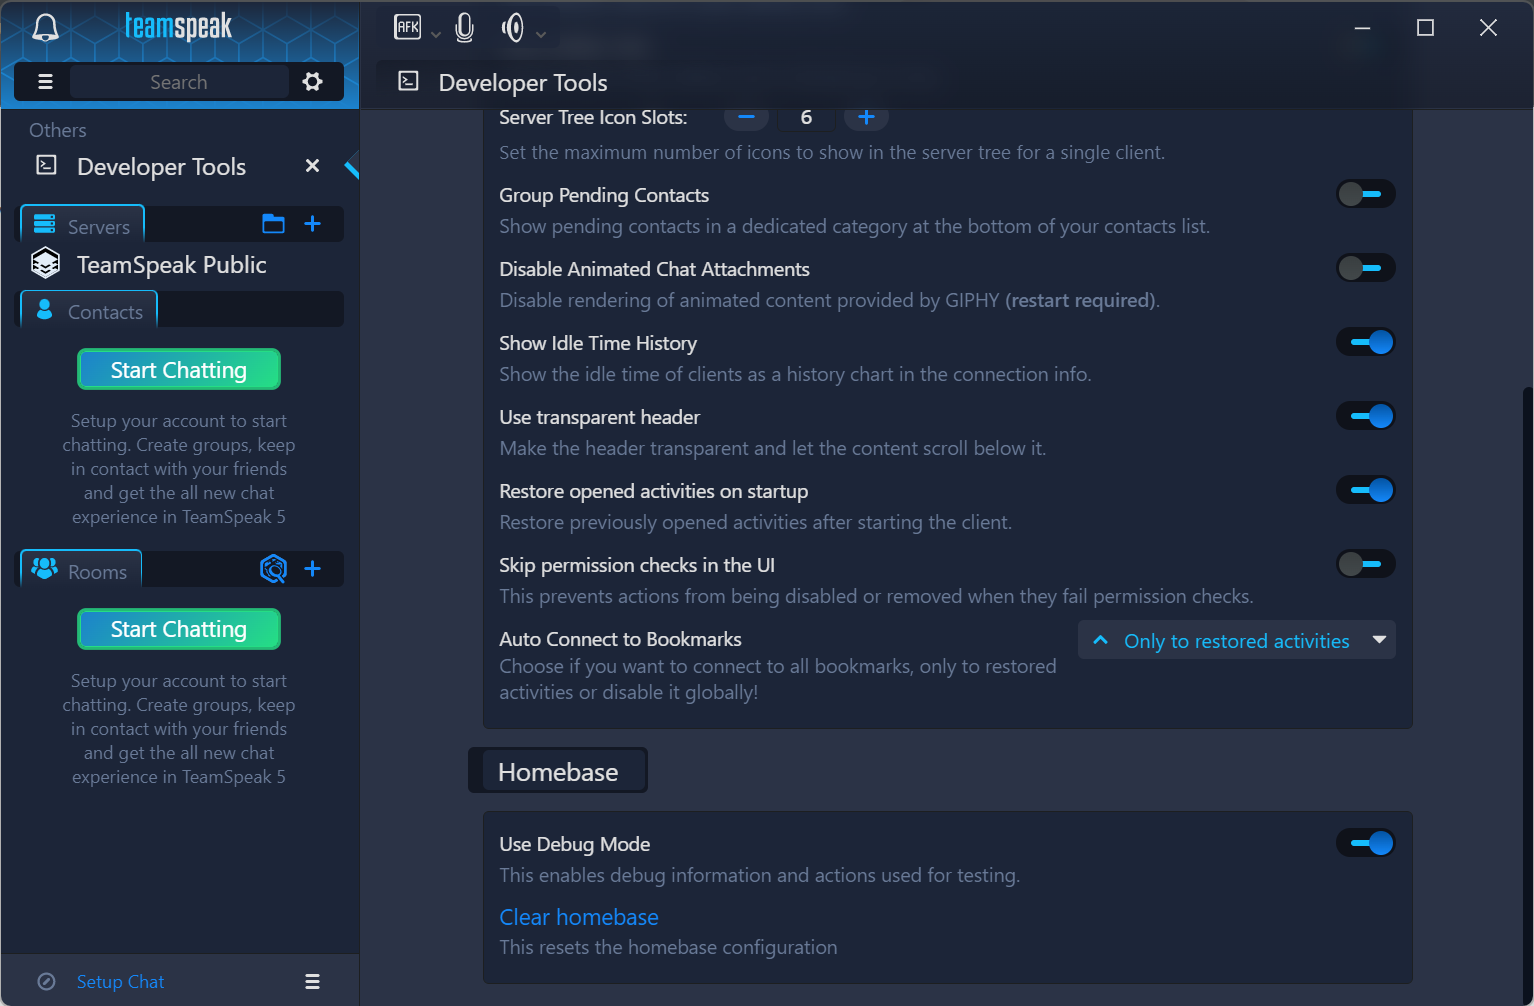 teamspeak
AFK
Search
Developer Tools
Others
Developer Tools
Servers
TeamSpeak Public
Contacts
Start Chatting
Setup your account to start
chatting. Create groups, keep
in contact with your friends
and get the all new chat
experience in TeamSpeak 5
Rooms
Start Chatting
Setup your account to start
chatting. Create groups, keep
in contact with your friends
and get the all new chat
experience in TeamSpeak 5
Setup Chat
Server Tree Icon Slots: 6
Set the maximum number of icons to show in the server tree for a single client.
Group Pending Contacts
Show pending contacts in a dedicated category at the bottom of your contacts list.
Disable Animated Chat Attachments
Disable rendering of animated content provided by GIPHY (restart required).
Show Idle Time History
Show the idle time of clients as a history chart in the connection info.
Use transparent header
Make the header transparent and let the content scroll below it.
Restore opened activities on startup
Restore previously opened activities after starting the client.
Skip permission checks in the UI
This prevents actions from being disabled or removed when they fail permission checks.
Auto Connect to Bookmarks
Only to restored activities
Choose if you want to connect to all bookmarks, only to restored
activities or disable it globally!
Homebase
Use Debug Mode
This enables debug information and actions used for testing.
Clear homebase
This resets the homebase configuration